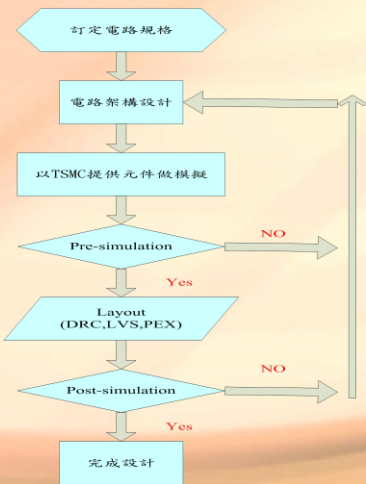 訂定電路規格
電路架構設計
以TSMC提供元件做模擬
Pre-simulation
NO
Yes
Layout
(DRC,LVS,PEX)
Post-simulation
NO
Yes
完成設計